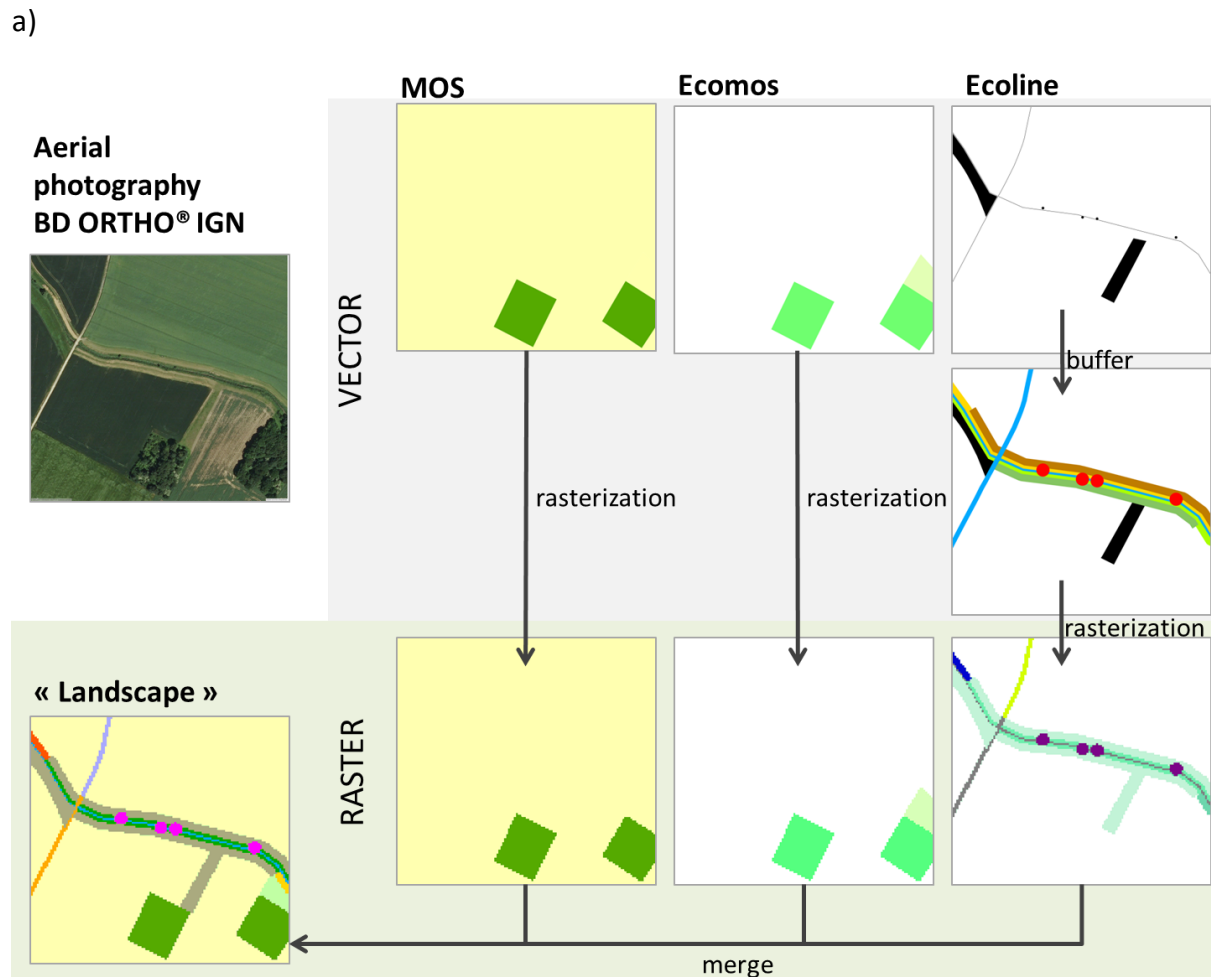 a)
MOS
Ecomos
Ecoline
Aerial
photography
BD ORTHO® IGN
VECTOR
buffer
rasterization
rasterization
rasterization
« Landscape »
RASTER
merge